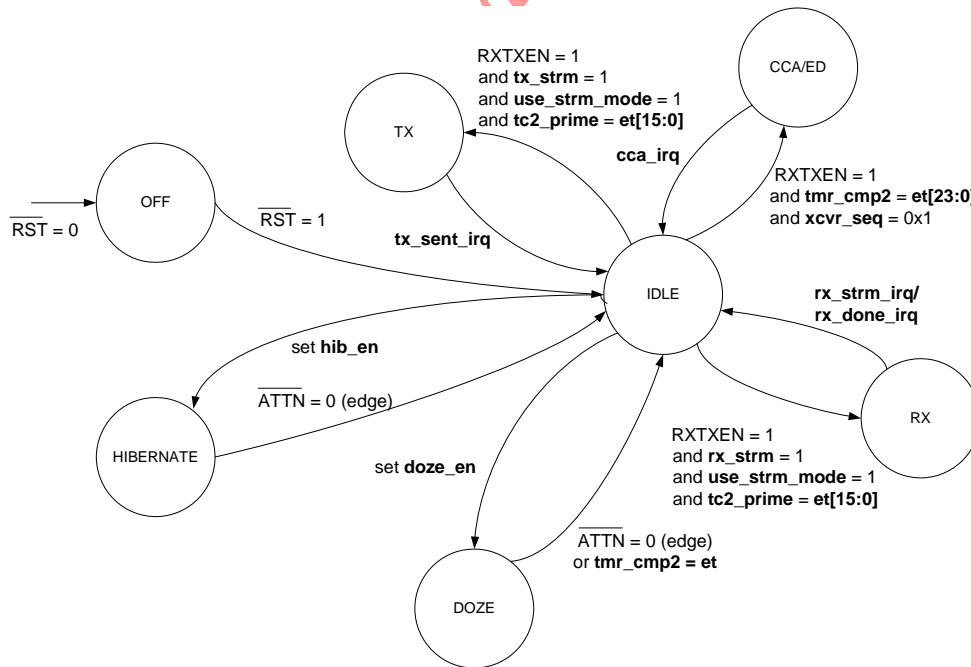 RXTXEN = 1
and tx_strm = 1
and use_strm_mode = 1
and tc2_prime = et[15:0]
CCA/ED
TX
cca_irq
RXTXEN = 1
and tmr_cmp2 = et[23:0]
and xcvr_seq = 0x1
OFF
RST = 0
RST = 1
tx_sent_irq
IDLE
rx_strm_irq/
rx_done_irq
set hib_en
ATTN = 0 (edge)
HIBERNATE
RX
RXTXEN = 1
and rx_strm = 1
and use_strm_mode = 1
and tc2_prime = et[15:0]
set doze_en
ATTN = 0 (edge)
or tmr_cmp2 = et
DOZE